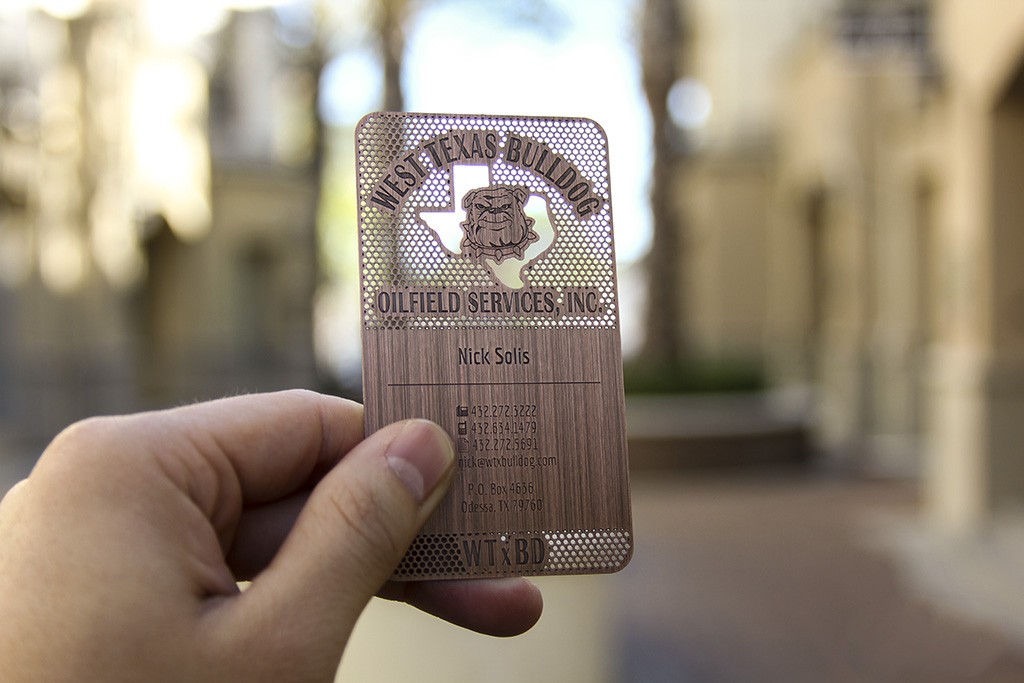 WEST TEXAS BULLDOG
OILFIELD SERVICES, INC.
Nick Solis
432.272.3222
432.634.1479
432.272.5691
nick@wtxbulldog.com
P.O. Box 4636
Odessa, TX 79760
WTxBD